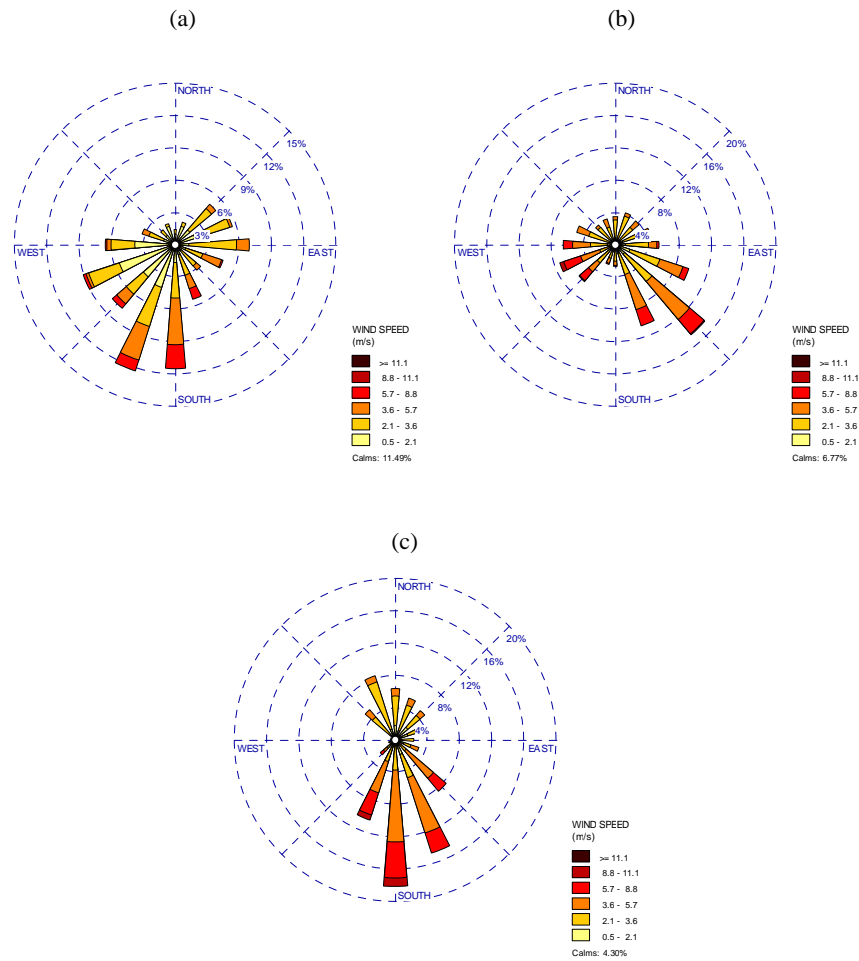 (a)
(b)
NORTH
15%
12%
9%
6%
3%
WEST
EAST
SOUTH
WIND SPEED
(m/s)
>= 11.1
8.8 - 11.1
5.7 - 8.8
3.6 - 5.7
2.1 - 3.6
0.5 - 2.1
Calms: 11.49%
NORTH
20%
16%
12%
8%
4%
WEST
EAST
SOUTH
WIND SPEED
(m/s)
>= 11.1
8.8 - 11.1
5.7 - 8.8
3.6 - 5.7
2.1 - 3.6
0.5 - 2.1
Calms: 6.77%
(c)
NORTH
20%
16%
12%
8%
4%
WEST
EAST
SOUTH
WIND SPEED
(m/s)
>= 11.1
8.8 - 11.1
5.7 - 8.8
3.6 - 5.7
2.1 - 3.6
0.5 - 2.1
Calms: 4.30%